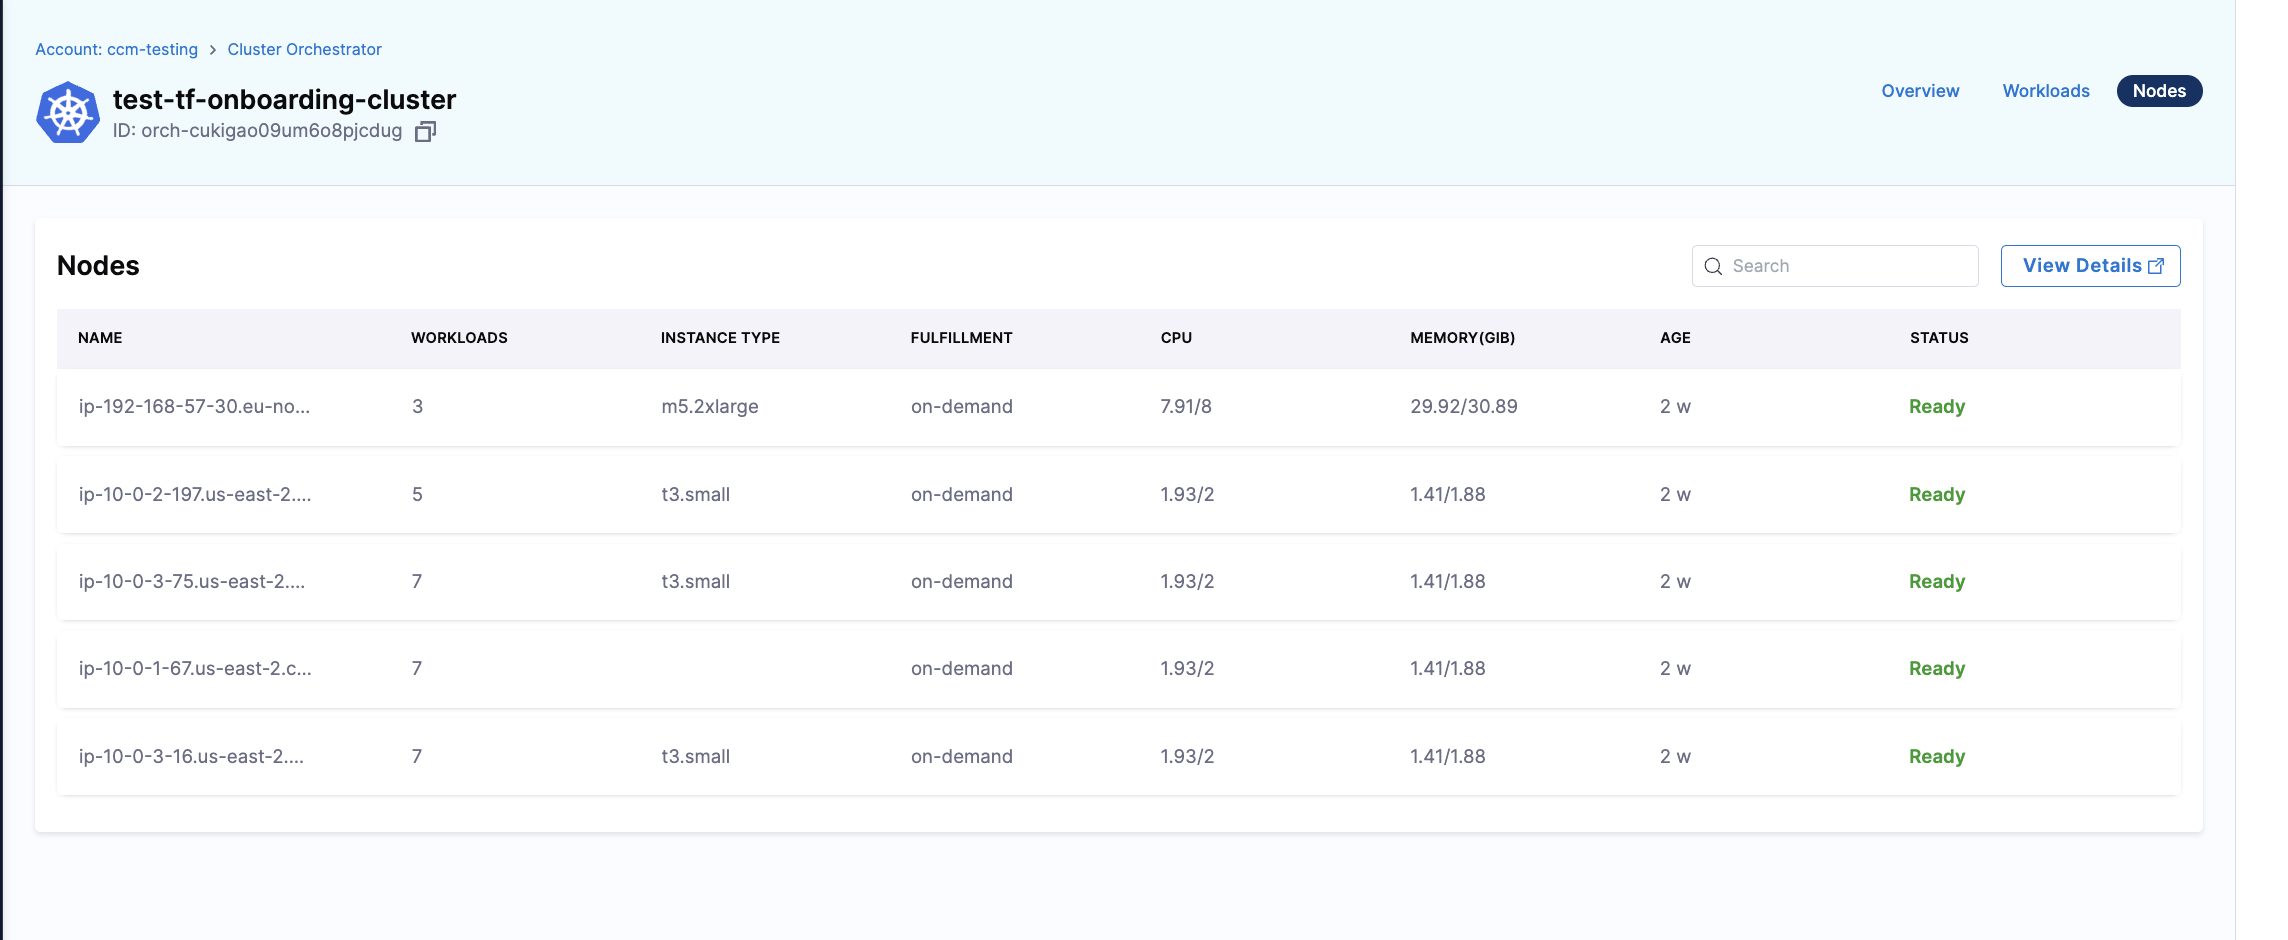 Account: ccm-testing > Cluster Orchestrator
test-tf-onboarding-cluster
ID: orch-cukigao09um6o8pjcdug
Overview Workloads Nodes
Nodes
Search
View Details
NAME WORKLOADS INSTANCE TYPE FULFILLMENT CPU MEMORY(GIB) AGE STATUS
ip-192-168-57-30.eu-no... 3 m5.2xlarge on-demand 7.91/8 29.92/30.89 2 w Ready
ip-10-0-2-197.us-east-2.... 5 t3.small on-demand 1.93/2 1.41/1.88 2 w Ready
ip-10-0-3-75.us-east-2.... 7 t3.small on-demand 1.93/2 1.41/1.88 2 w Ready
ip-10-0-1-67.us-east-2.c... 7 on-demand 1.93/2 1.41/1.88 2 w Ready
ip-10-0-3-16.us-east-2.... 7 t3.small on-demand 1.93/2 1.41/1.88 2 w Ready